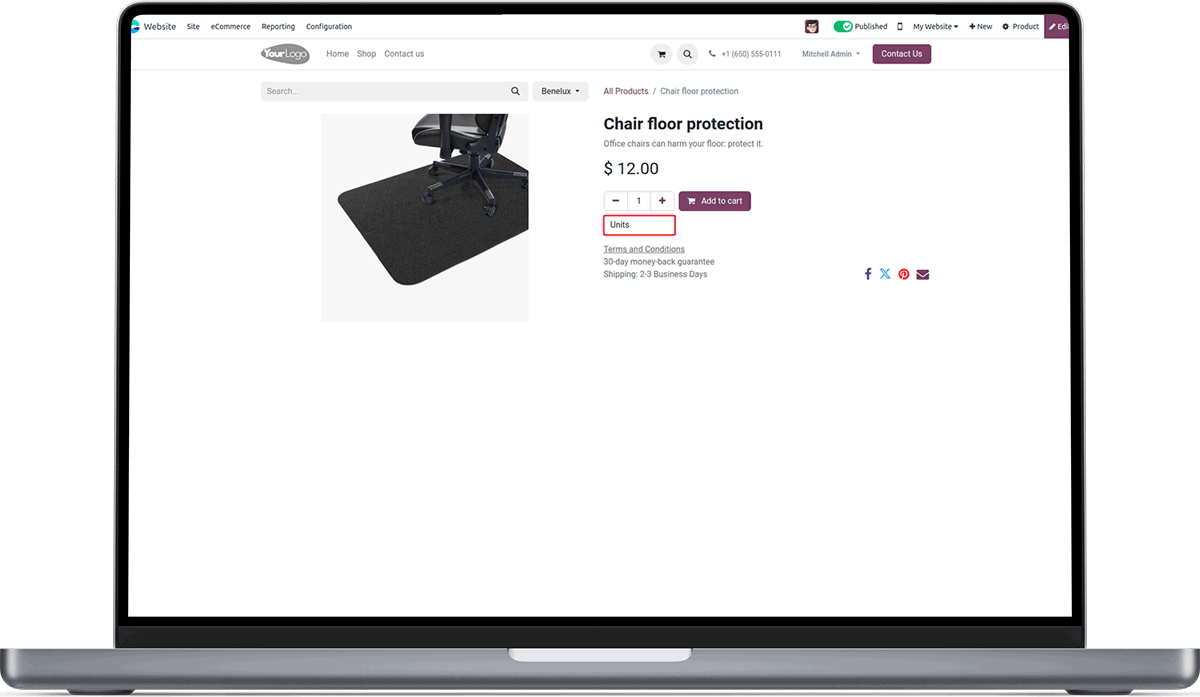 Website Site eCommerce Reporting Configuration Published My Website +New Product Edi
YourLogo Home Shop Contact us +1 (650) 555-0111 Mitchell Admin Contact Us
Search... Benelux All Products / Chair floor protection
Chair floor protection
Office chairs can harm your floor: protect it.
$ 12.00
1 Add to cart
Units
Terms and Conditions
30-day money-back guarantee
Shipping: 2-3 Business Days